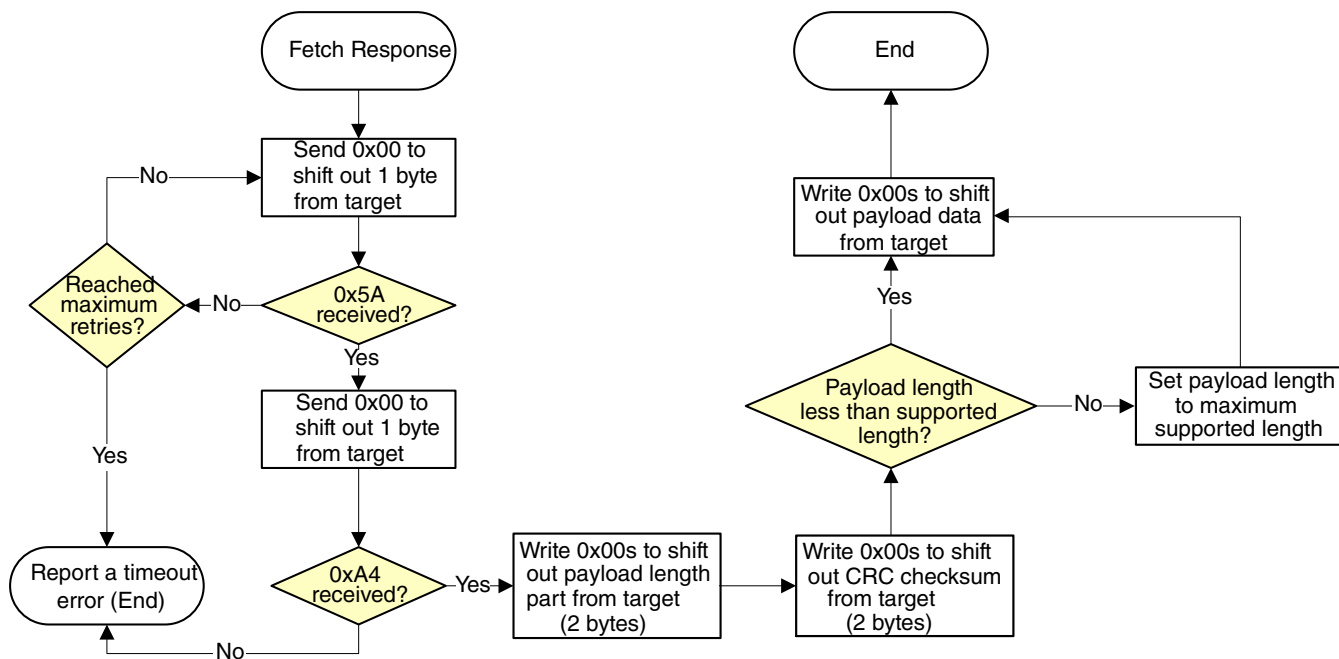 Fetch Response
Send 0x00 to
shift out 1 byte
from target
No
Reached
maximum
retries?
No
0x5A
received?
Yes
Send 0x00 to
shift out 1 byte
from target
Yes
Report a timeout
error (End)
0xA4
received?
No
Yes
Write 0x00s to shift
out payload length
part from target
(2 bytes)
Write 0x00s to shift
out CRC checksum
from target
(2 bytes)
Payload length
less than supported
length?
No
Set payload length
to maximum
supported length
Yes
Write 0x00s to shift
out payload data
from target
End